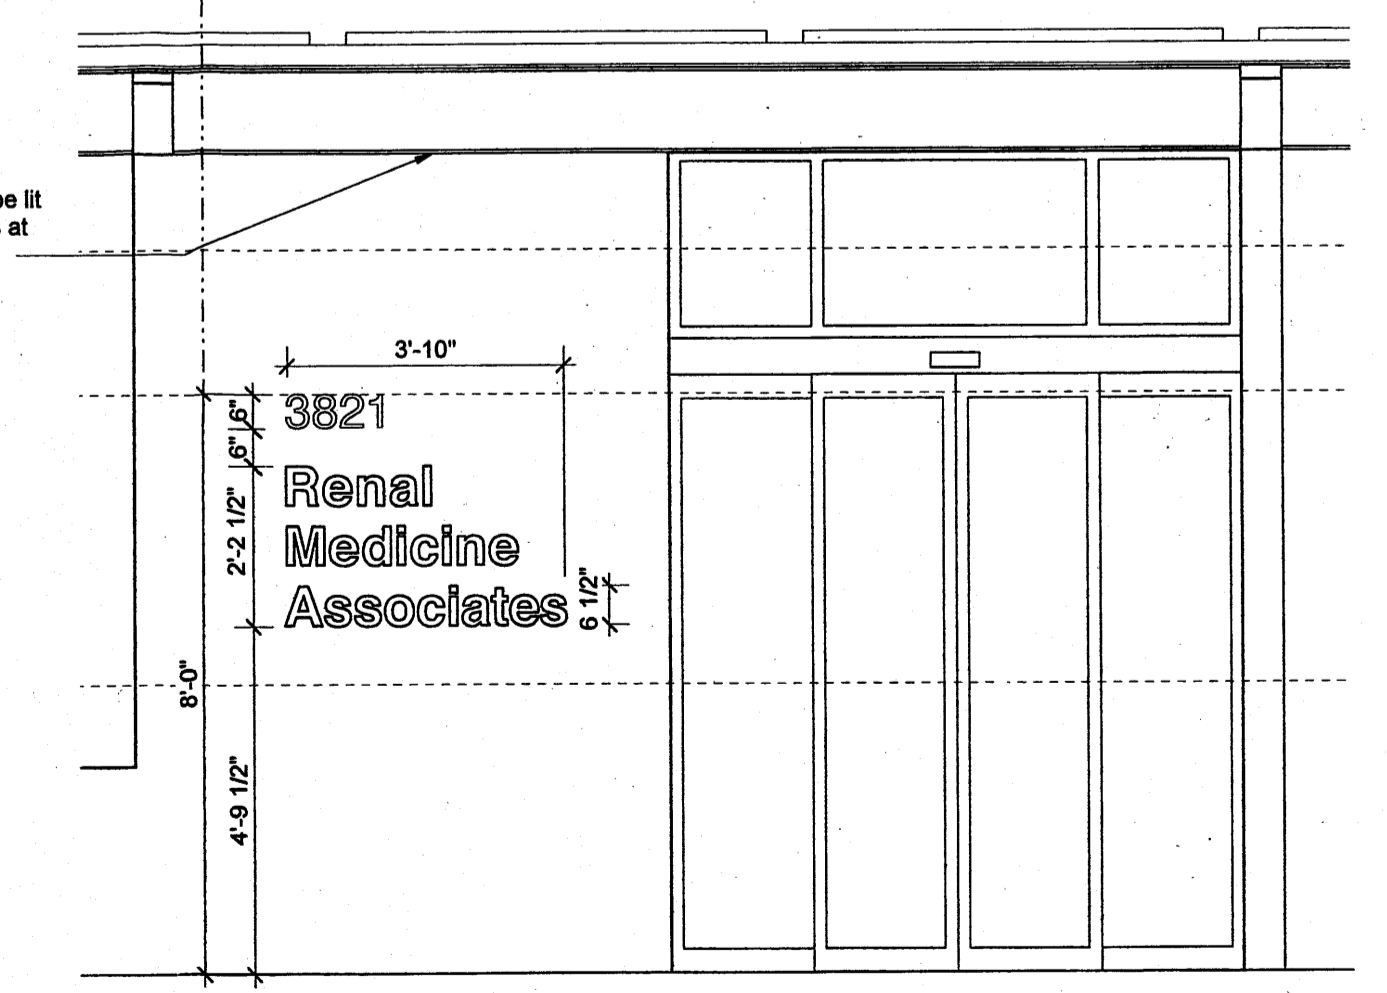 be lit
at
3'-10"
6"
3821
6"
Renal
2'-2 1/2"
Medicine
Associates
6 1/2"
8'-0"
4'-9 1/2"